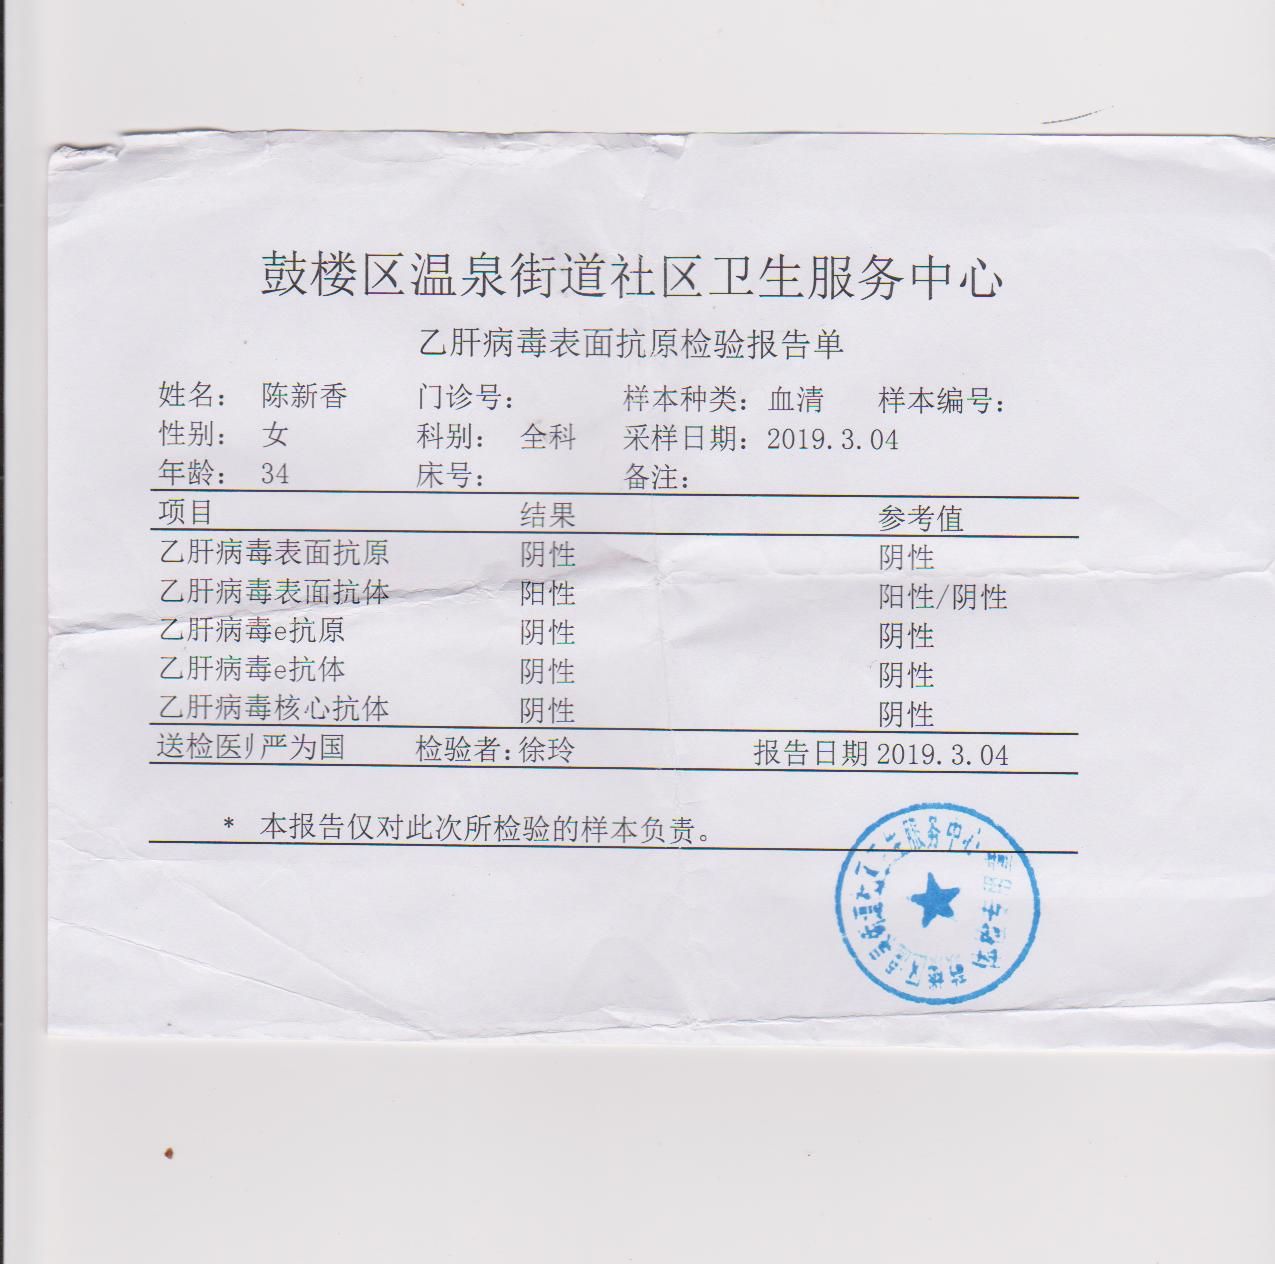 鼓楼区温泉街道社区卫生服务中心
乙肝病毒表面抗原检验报告单
姓名： 陈新香 门诊号： 样本种类：血清 样本编号：
性别： 女 科别： 全科 采样日期：2019.3.04
年龄： 34 床号： 备注：
项目 结果 参考值
乙肝病毒表面抗原 阴性 阴性
乙肝病毒表面抗体 阳性 阳性/阴性
乙肝病毒e抗原 阴性 阴性
乙肝病毒e抗体 阴性 阴性
乙肝病毒核心抗体 阴性 阴性
送检医 严为国 检验者：徐玲 报告日期 2019.3.04
* 本报告仅对此次所检验的样本负责。
服务中心